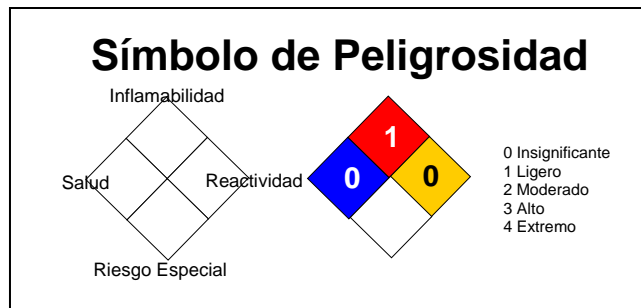 Símbolo de Peligrosidad
Inflamabilidad
Salud
Reactividad
Riesgo Especial
1
0
0
0 Insignificante
1 Ligero
2 Moderado
3 Alto
4 Extremo